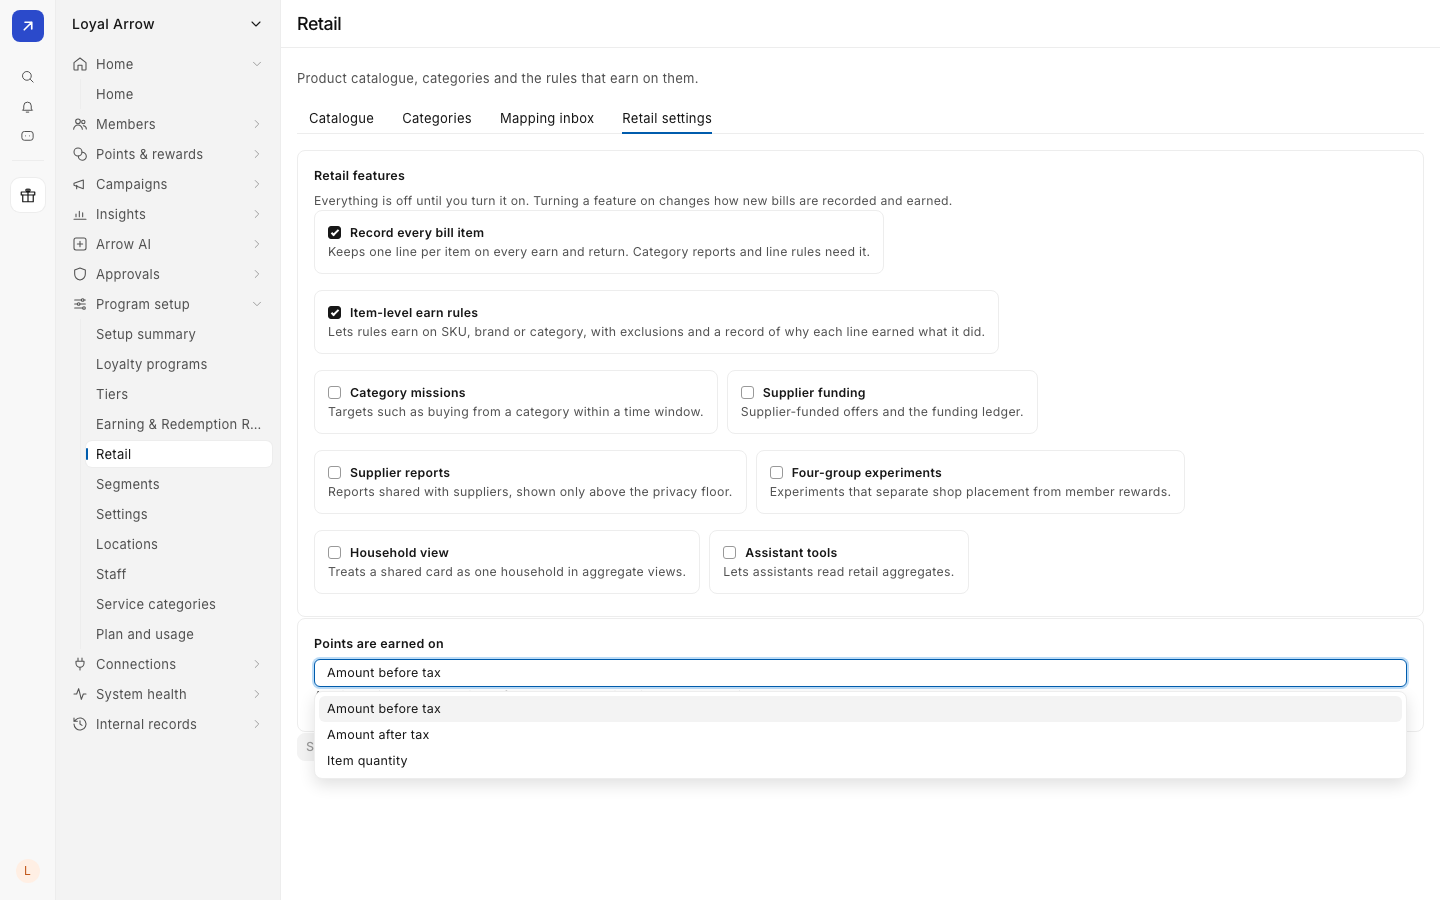 Loyal Arrow
Home
Home
Members
Points & rewards
Campaigns
Insights
Arrow AI
Approvals
Program setup
Setup summary
Loyalty programs
Tiers
Earning & Redemption R...
Retail
Segments
Settings
Locations
Staff
Service categories
Plan and usage
Connections
System health
Internal records
L
Retail
Product catalogue, categories and the rules that earn on them.
Catalogue Categories Mapping inbox Retail settings
Retail features
Everything is off until you turn it on. Turning a feature on changes how new bills are recorded and earned.
Record every bill item
Keeps one line per item on every earn and return. Category reports and line rules need it.
Item-level earn rules
Lets rules earn on SKU, brand or category, with exclusions and a record of why each line earned what it did.
Category missions
Targets such as buying from a category within a time window.
Supplier funding
Supplier-funded offers and the funding ledger.
Supplier reports
Reports shared with suppliers, shown only above the privacy floor.
Four-group experiments
Experiments that separate shop placement from member rewards.
Household view
Treats a shared card as one household in aggregate views.
Assistant tools
Lets assistants read retail aggregates.
Points are earned on
Amount before tax
Amount before tax
Amount after tax
Item quantity